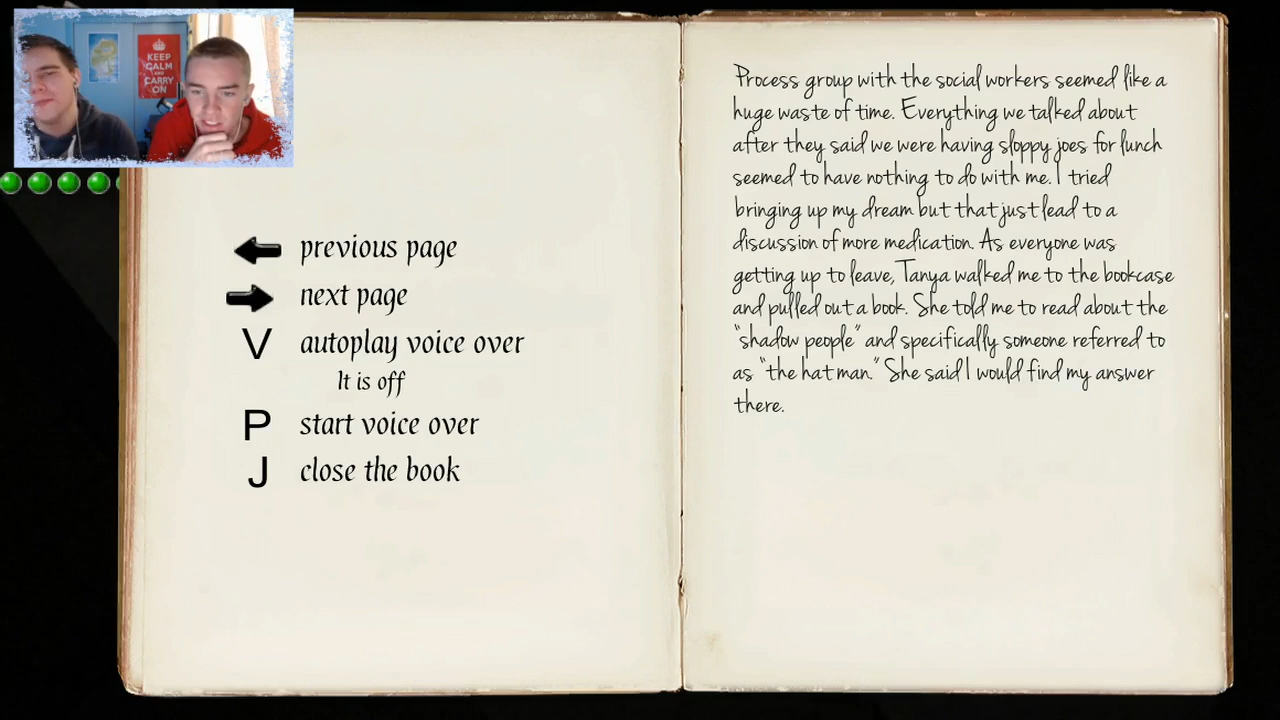 KEEP
CALM
AND
CARRY
ON
previous page
next page
V autoplay voice over
It is off
P start voice over
J close the book
Process group with the social workers seemed like a
huge waste of time. Everything we talked about
after they said we were having sloppy joes for lunch
seemed to have nothing to do with me. I tried
bringing up my dream but that just lead to a
discussion of more medication. As everyone was
getting up to leave, Tanya walked me to the bookcase
and pulled out a book. She told me to read about the
"shadow people" and specifically someone referred to
as "the hat man." She said I would find my answer
there.